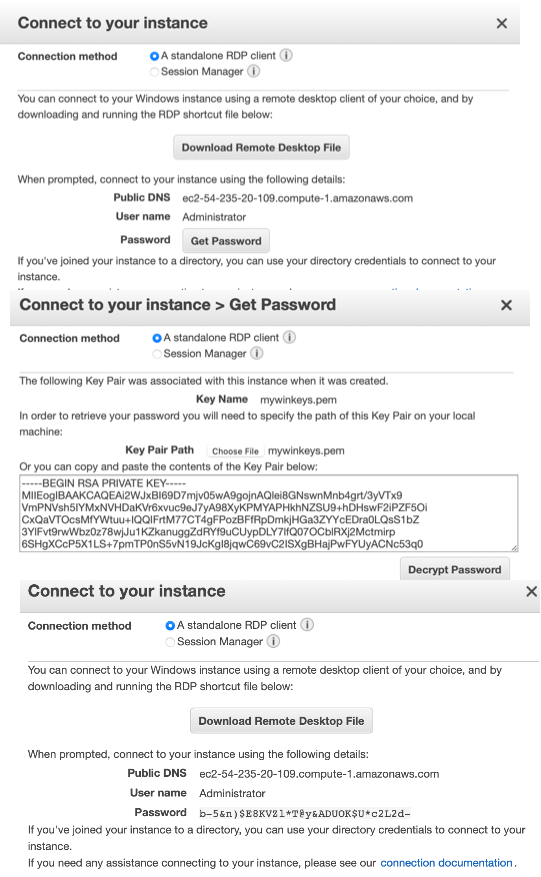 Connect to your instance
Connection method A standalone RDP client
Session Manager
You can connect to your Windows instance using a remote desktop client of your choice, and by
downloading and running the RDP shortcut file below:
Download Remote Desktop File
When prompted, connect to your instance using the following details:
Public DNS ec2-54-235-20-109.compute-1.amazonaws.com
User name Administrator
Password Get Password
If you've joined your instance to a directory, you can use your directory credentials to connect to your
instance.
Connect to your instance > Get Password
Connection method A standalone RDP client
Session Manager
The following Key Pair was associated with this instance when it was created.
Key Name mywinkeys.pem
In order to retrieve your password you will need to specify the path of this Key Pair on your local
machine:
Key Pair Path Choose File mywinkeys.pem
Or you can copy and paste the contents of the Key Pair below:
-----BEGIN RSA PRIVATE KEY-----
Decrypt Password
Connect to your instance
Connection method A standalone RDP client
Session Manager
You can connect to your Windows instance using a remote desktop client of your choice, and by
downloading and running the RDP shortcut file below:
Download Remote Desktop File
When prompted, connect to your instance using the following details:
Public DNS ec2-54-235-20-109.compute-1.amazonaws.com
User name Administrator
Password
If you've joined your instance to a directory, you can use your directory credentials to connect to your
instance.
If you need any assistance connecting to your instance, please see our connection documentation.